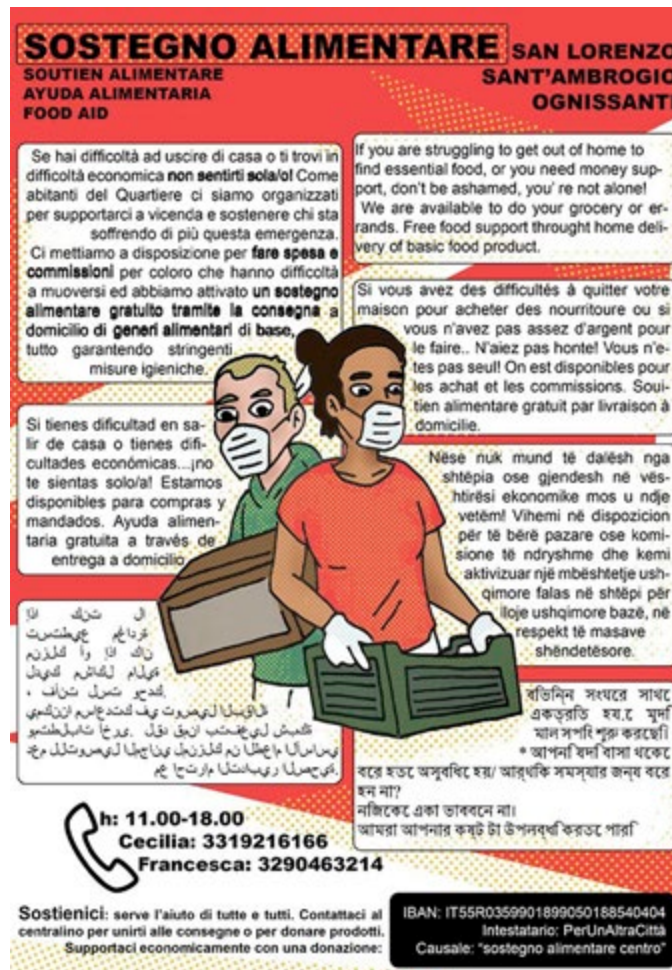 SOSTEGNO ALIMENTARE
SAN LORENZO
SANT'AMBROGIO
OGNISSANTI
SOUTIEN ALIMENTARE
AYUDA ALIMENTARIA
FOOD AID
Se hai difficoltà ad uscire di casa o ti trovi in
difficoltà economica non sentirti sola/o! Come
abitanti del Quartiere ci siamo organizzati
per supportarci a vicenda e sostenere chi sta
soffrendo di più questa emergenza.
Ci mettiamo a disposizione per fare spesa e
commissioni per coloro che hanno difficoltà
a muoversi ed abbiamo attivato un sostegno
alimentare gratuito tramite la consegna a
domicilio di generi alimentari di base,
tutto garantendo stringenti
misure igieniche.
If you are struggling to get out of home to
find essential food, or you need money sup-
port, don't be ashamed, you' re not alone!
We are available to do your grocery or er-
rands. Free food support throught home deli-
very of basic food product.
Si vous avez des difficultés à quitter votre
maison pour acheter des nourritoure ou si
vous n'avez pas assez d'argent pour
le faire.. N'aiez pas honte! Vous n'e-
tes pas seul! On est disponibles pour
les achat et les commissions. Sou-
tien alimentare gratuit par livraison à
domicilie.
Si tienes dificultad en sa-
lir de casa o tienes difi-
cultades económicas...¡no
te sientas solo/a! Estamos
disponibles para compras y
mandados. Ayuda alimen-
taria gratuita a través de
entrega a domicilio
Nëse nuk mund të dalësh nga
shtëpia ose gjendesh në vës-
htirësi ekonomike mos u ndje
vetëm! Vihemi në dispozicion
për të bërë pazare ose komi-
sione të ndryshme dhe kemi
aktivizuar një mbështetje ush-
qimore falas në shtëpi për
lloje ushqimore bazë, në
respekt të masave
shëndetësore.
h: 11.00-18.00
Cecilia: 3319216166
Francesca: 3290463214
Sostienici: serve l'aiuto di tutte e tutti. Contattaci al
centralino per unirti alle consegne o per donare prodotti.
Supportaci economicamente con una donazione:
IBAN: IT55R0359901899050188540404
Intestatario: PerUnAltraCittà
Causale: "sostegno alimentare centro"